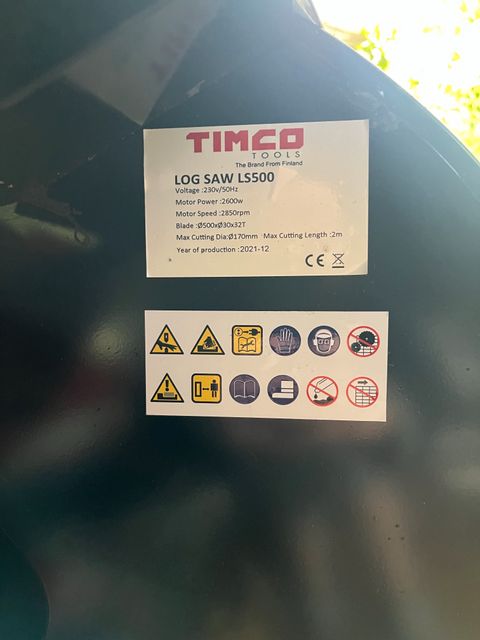 TIMCO
TOOLS
The Brand From Finland
LOG SAW LS500
Voltage :230v/50Hz
Motor Power :2600w
Motor Speed :2850rpm
Blade :Ø500xØ30x32T
Max Cutting Dia:Ø170mm Max Cutting Length :2m
Year of production :2021-12
CE